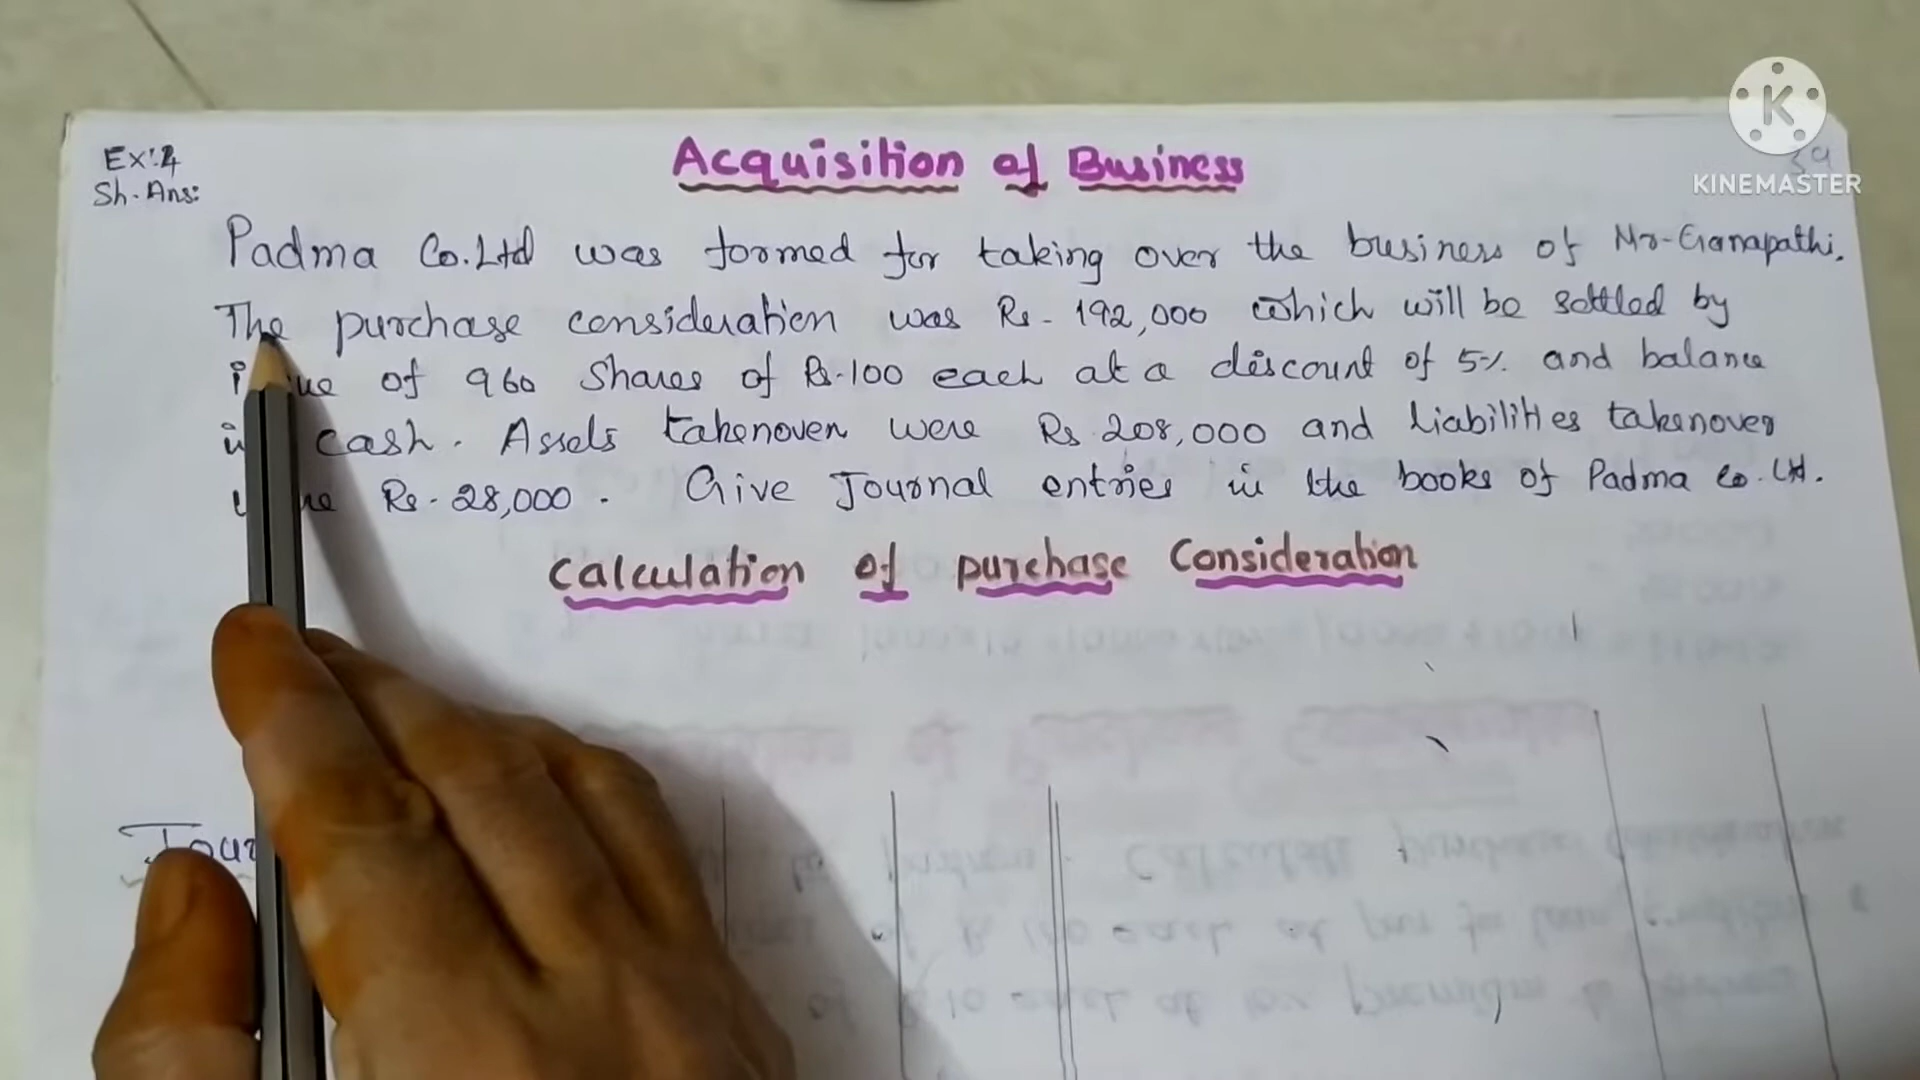 Ex:4
Sh. Ans:
Acquisition of Business
39
KINEMASTER
Padma Co.Ltd was formed for taking over the business of Mr-Ganapathi.
The purchase consideration was Rs- 192,000 which will be settled by
of 960 Shares of Rs.100 each at a discount of 5% and balance
cash. Assets takenover were Rs 208,000 and liabilities takenover
Rs- 28,000. Give Journal entries in the books of Padma Co. Ltd.
Calculation of purchase Consideration